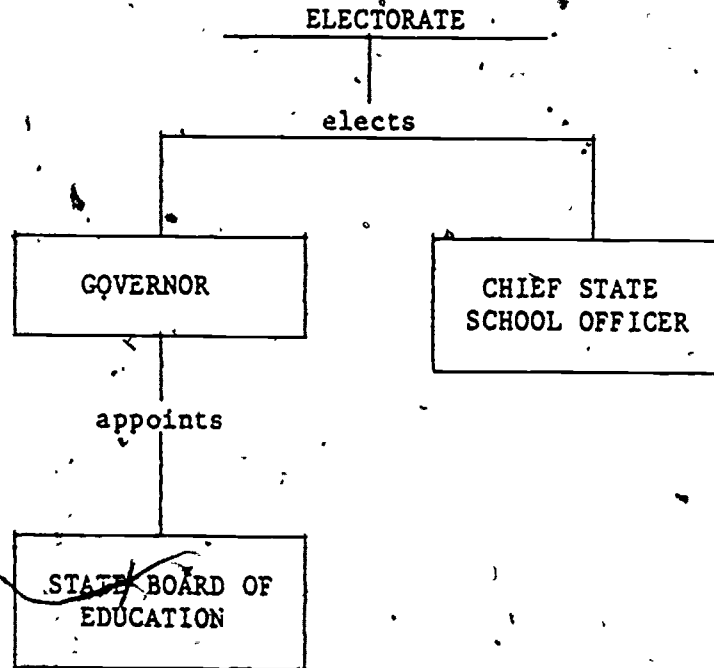 ELECTORATE
elects
GOVERNOR
CHIEF STATE
SCHOOL OFFICER
appoints
STATE BOARD OF
EDUCATION